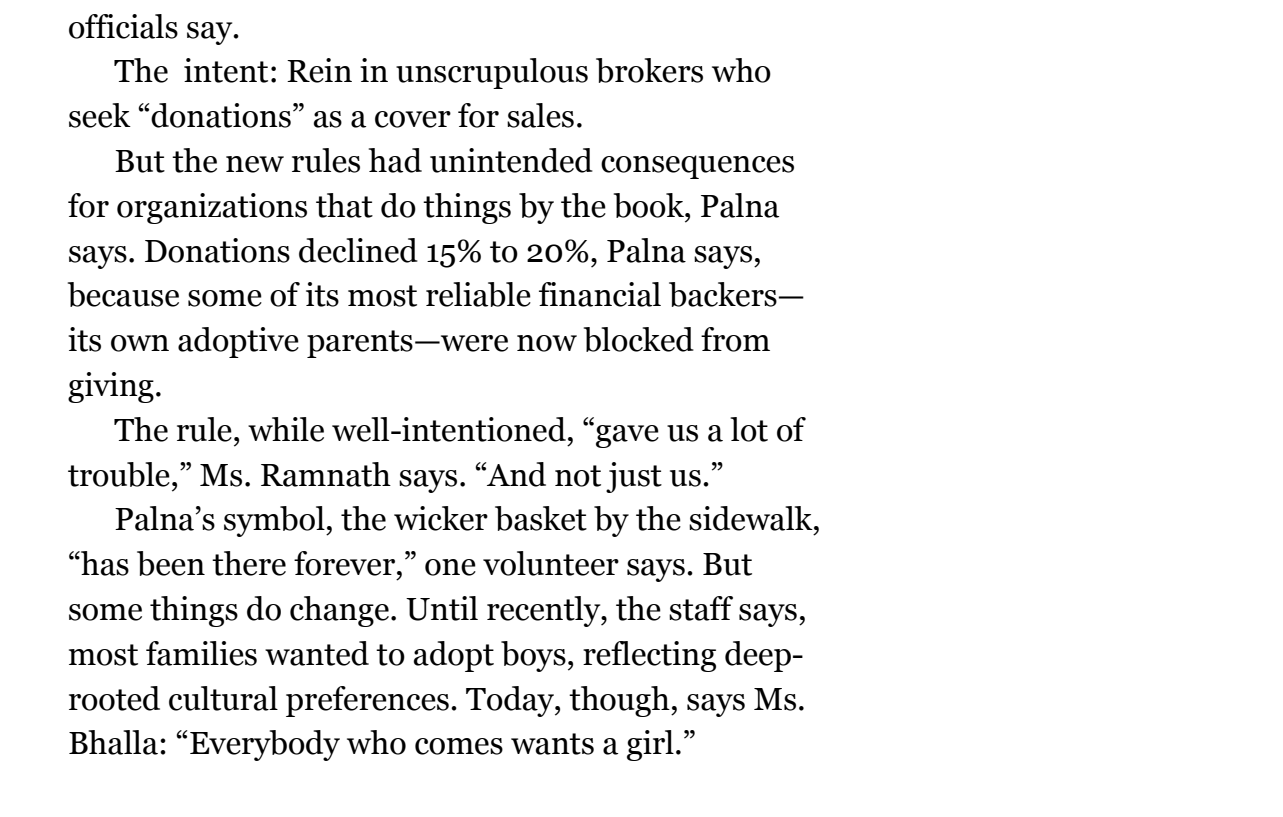 officials say.
The  intent: Rein in unscrupulous brokers who
seek “donations” as a cover for sales.
But the new rules had unintended consequences
for organizations that do things by the book, Palna
says. Donations declined 15% to 20%, Palna says,
because some of its most reliable financial backers—
its own adoptive parents—were now blocked from
giving.
The rule, while well-intentioned, “gave us a lot of
trouble,” Ms. Ramnath says. “And not just us.”
Palna’s symbol, the wicker basket by the sidewalk,
“has been there forever,” one volunteer says. But
some things do change. Until recently, the staff says,
most families wanted to adopt boys, reflecting deep-
rooted cultural preferences. Today, though, says Ms.
Bhalla: “Everybody who comes wants a girl.”